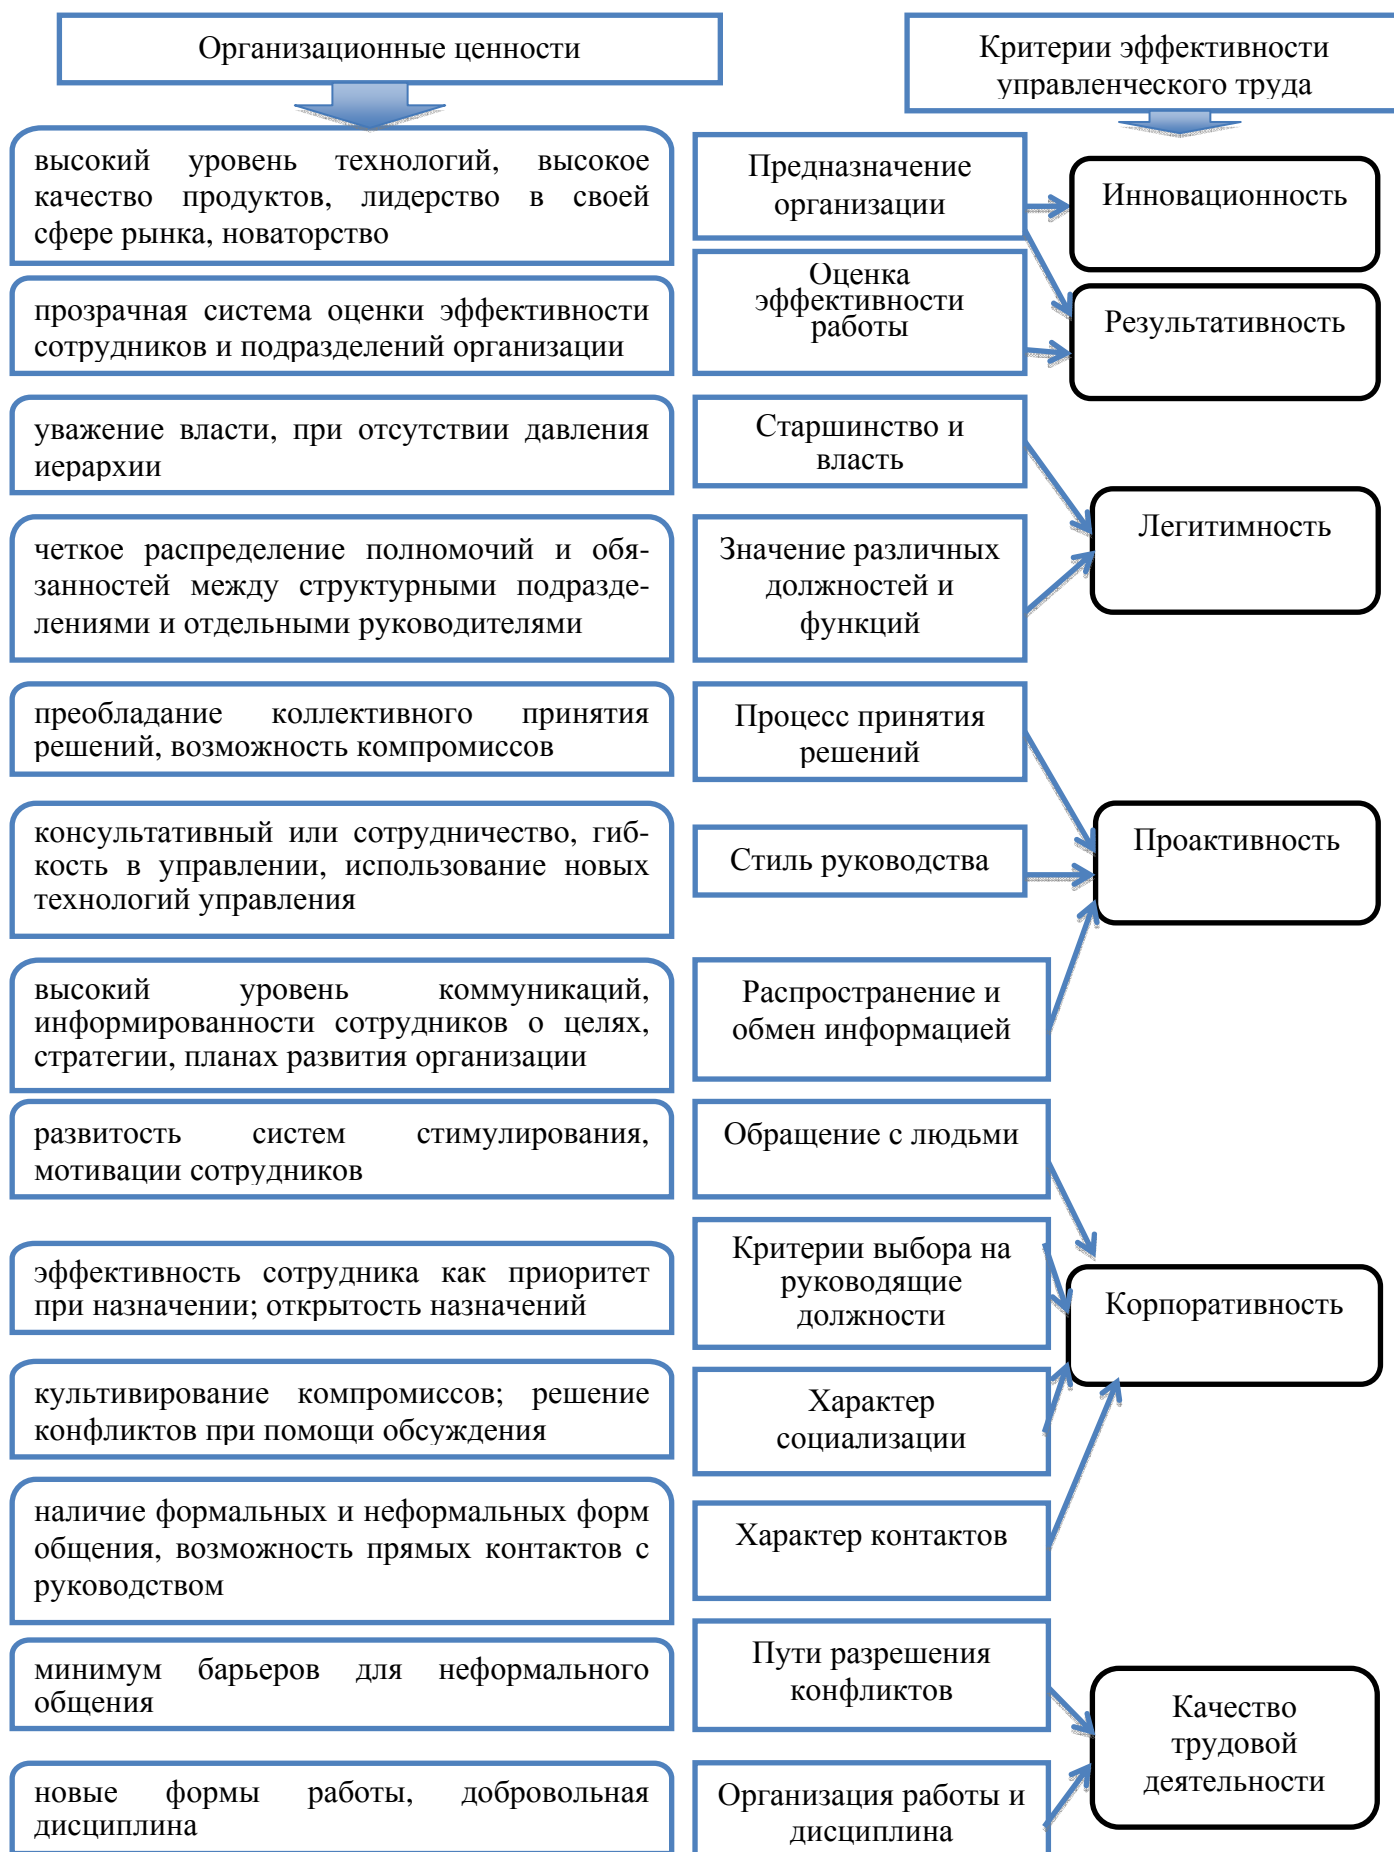 Организационные ценности
Критерии эффективности
управленческого труда
высокий уровень технологий, высокое
качество продуктов, лидерство в своей
сфере рынка, новаторство
Предназначение
организации
Инновационность
прозрачная система оценки эффективности
сотрудников и подразделений организации
Оценка
эффективности
работы
Результативность
уважение власти, при отсутствии давления
иерархии
Старшинство и
власть
Легитимность
четкое распределение полномочий и обя-
занностей между структурными подразде-
лениями и отдельными руководителями
Значение различных
должностей и
функций
преобладание коллективного принятия
решений, возможность компромиссов
Процесс принятия
решений
консультативный или сотрудничество, гиб-
кость в управлении, использование новых
технологий управления
Стиль руководства
Проактивность
высокий уровень коммуникаций,
информированности сотрудников о целях,
стратегии, планах развития организации
Распространение и
обмен информацией
развитость систем стимулирования,
мотивации сотрудников
Обращение с людьми
эффективность сотрудника как приоритет
при назначении; открытость назначений
Критерии выбора на
руководящие
должности
Корпоративность
культивирование компромиссов; решение
конфликтов при помощи обсуждения
Характер
социализации
наличие формальных и неформальных форм
общения, возможность прямых контактов с
руководством
Характер контактов
минимум барьеров для неформального
общения
Пути разрешения
конфликтов
Качество
трудовой
деятельности
новые формы работы, добровольная
дисциплина
Организация работы и
дисциплина